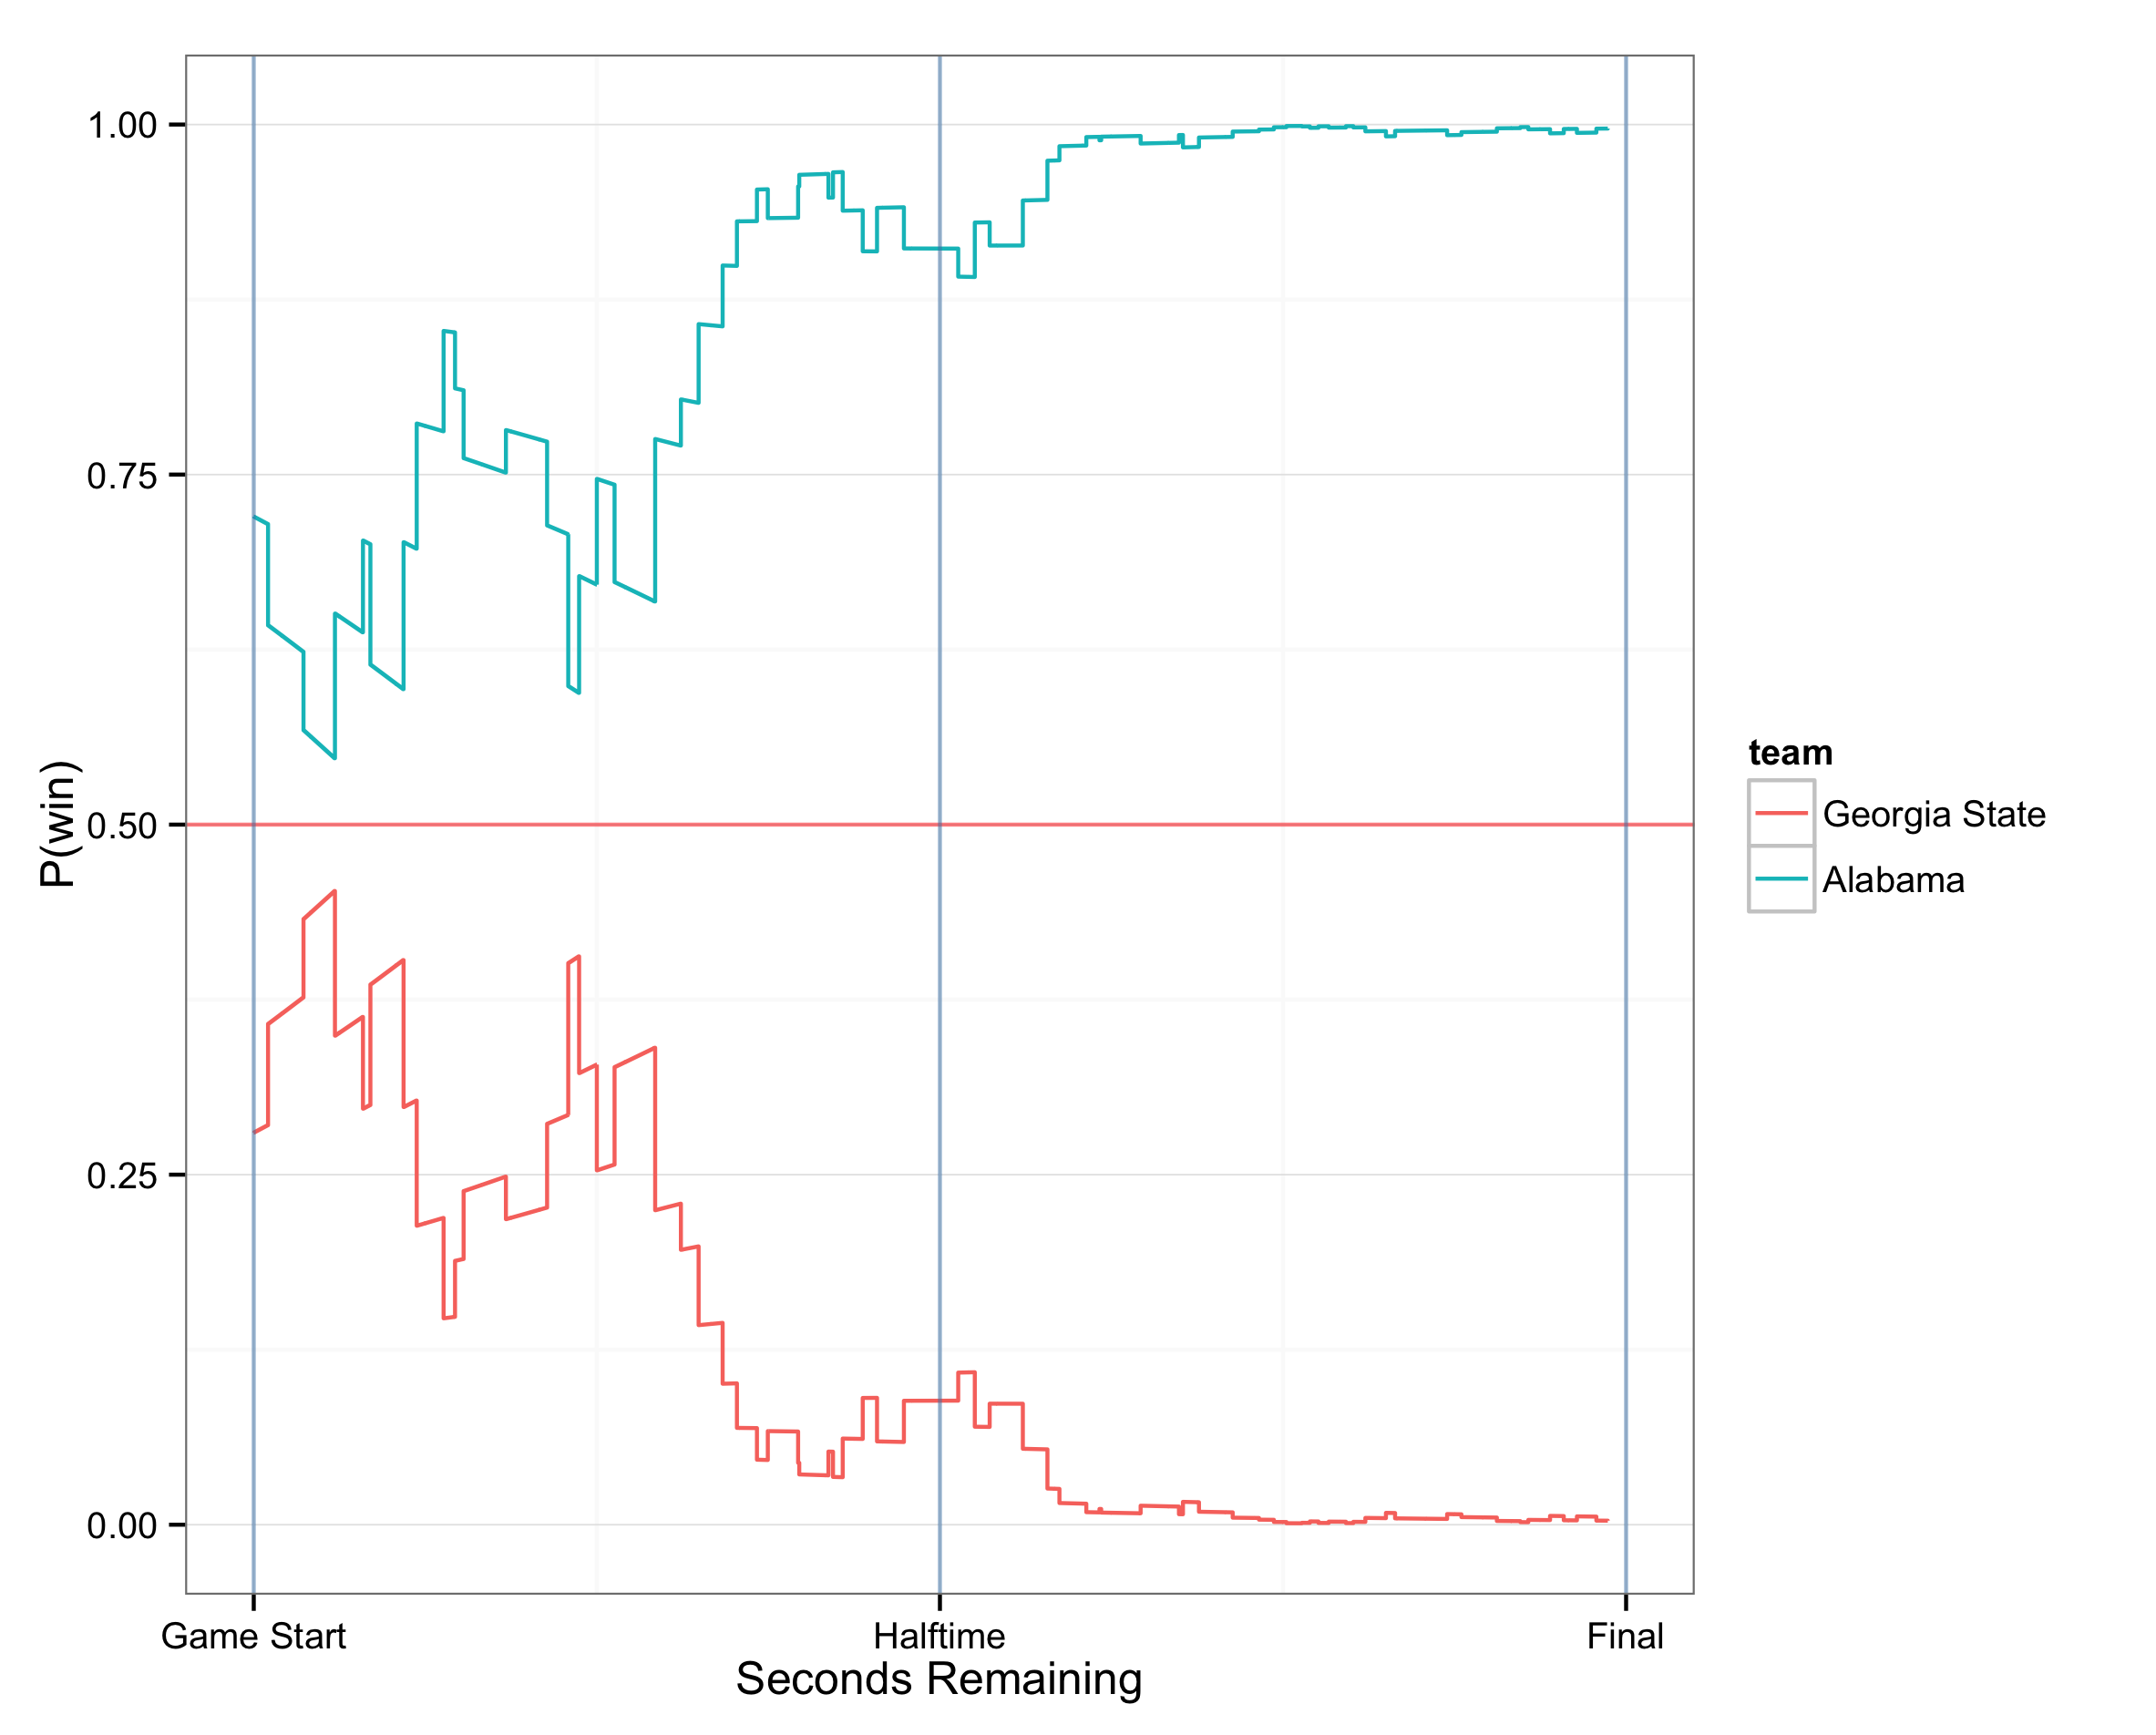 1.00
0.75
0.50
0.25
0.00
P(win)
Game Start
Halftime
Final
Seconds Remaining
team
Georgia State
Alabama